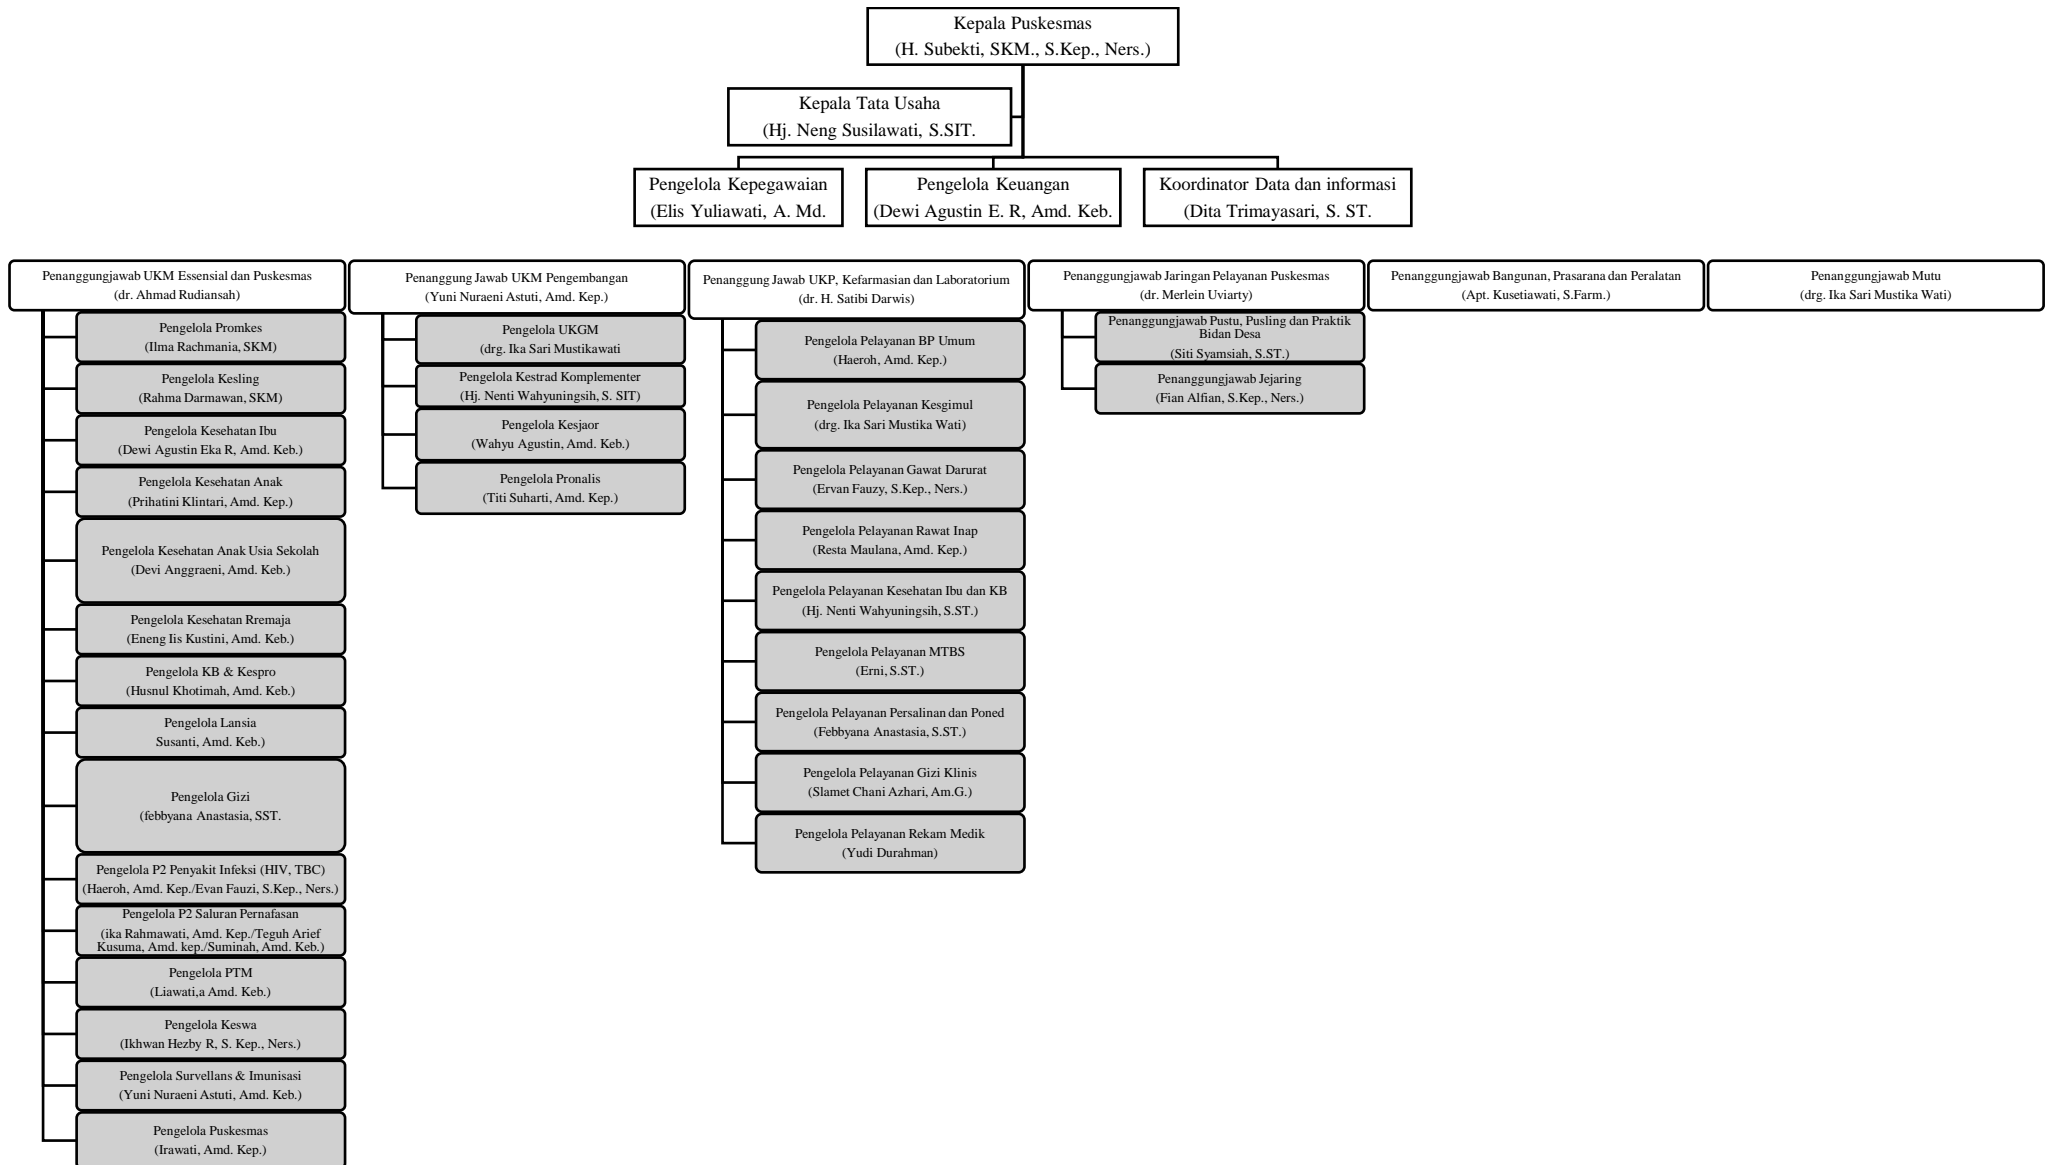 Kepala Puskesmas
(H. Subekti, SKM., S.Kep., Ners.)
Kepala Tata Usaha
(Hj. Neng Susilawati, S.SIT.
Pengelola Kepegawaian
(Elis Yuliawati, A. Md.
Pengelola Keuangan
(Dewi Agustin E. R, Amd. Keb.
Koordinator Data dan informasi
(Dita Trimayasari, S. ST.
Penanggungjawab UKM Essensial dan Puskesmas
(dr. Ahmad Rudiansah)
Pengelola Promkes
(Ilma Rachmania, SKM)
Pengelola Kesling
(Rahma Darmawan, SKM)
Pengelola Kesehatan Ibu
(Dewi Agustin Eka R, Amd. Keb.)
Pengelola Kesehatan Anak
(Prihatini Klintari, Amd. Kep.)
Pengelola Kesehatan Anak Usia Sekolah
(Devi Anggraeni, Amd. Keb.)
Pengelola Kesehatan Rremaja
(Eneng Iis Kustini, Amd. Keb.)
Pengelola KB & Kespro
(Husnul Khotimah, Amd. Keb.)
Pengelola Lansia
Susanti, Amd. Keb.)
Pengelola Gizi
(febbyana Anastasia, SST.
Pengelola P2 Penyakit Infeksi (HIV, TBC)
(Haeroh, Amd. Kep./Evan Fauzi, S.Kep., Ners.)
Pengelola P2 Saluran Pernafasan
(ika Rahmawati, Amd. Kep./Teguh Arief
Kusuma, Amd. kep./Suminah, Amd. Keb.)
Pengelola PTM
(Liawati,a Amd. Keb.)
Pengelola Keswa
(Ikhwan Hezby R, S. Kep., Ners.)
Pengelola Survellans & Imunisasi
(Yuni Nuraeni Astuti, Amd. Keb.)
Pengelola Puskesmas
(Irawati, Amd. Kep.)
Penanggung Jawab UKM Pengembangan
(Yuni Nuraeni Astuti, Amd. Kep.)
Pengelola UKGM
(drg. Ika Sari Mustikawati
Pengelola Kestrad Komplementer
(Hj. Nenti Wahyuningsih, S. SIT)
Pengelola Kesjaor
(Wahyu Agustin, Amd. Keb.)
Pengelola Pronalis
(Titi Suharti, Amd. Kep.)
Penanggung Jawab UKP, Kefarmasian dan Laboratorium
(dr. H. Satibi Darwis)
Pengelola Pelayanan BP Umum
(Haeroh, Amd. Kep.)
Pengelola Pelayanan Kesgimul
(drg. Ika Sari Mustika Wati)
Pengelola Pelayanan Gawat Darurat
(Ervan Fauzy, S.Kep., Ners.)
Pengelola Pelayanan Rawat Inap
(Resta Maulana, Amd. Kep.)
Pengelola Pelayanan Kesehatan Ibu dan KB
(Hj. Nenti Wahyuningsih, S.ST.)
Pengelola Pelayanan MTBS
(Erni, S.ST.)
Pengelola Pelayanan Persalinan dan Poned
(Febbyana Anastasia, S.ST.)
Pengelola Pelayanan Gizi Klinis
(Slamet Chani Azhari, Am.G.)
Pengelola Pelayanan Rekam Medik
(Yudi Durahman)
Penanggungjawab Jaringan Pelayanan Puskesmas
(dr. Merlein Uviarty)
Penanggungjawab Pustu, Pusling dan Praktik
Bidan Desa
(Siti Syamsiah, S.ST.)
Penanggungjawab Jejaring
(Fian Alfian, S.Kep., Ners.)
Penanggungjawab Bangunan, Prasarana dan Peralatan
(Apt. Kusetiawati, S.Farm.)
Penanggungjawab Mutu
(drg. Ika Sari Mustika Wati)